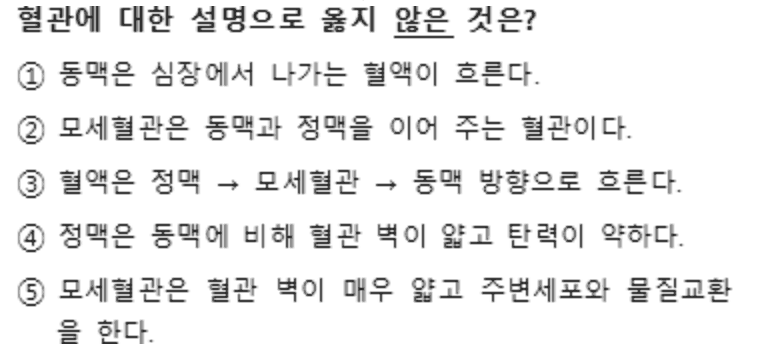 혈관에 대한 설명으로 옳지 않은 것은?
① 동맥은 심장에서 나가는 혈액이 흐른다.
② 모세혈관은 동맥과 정맥을 이어 주는 혈관이다.
③ 혈액은 정맥 → 모세혈관 → 동맥 방향으로 흐른다.
④ 정맥은 동맥에 비해 혈관 벽이 얇고 탄력이 약하다.
⑤ 모세혈관은 혈관 벽이 매우 얇고 주변세포와 물질교환
을 한다.